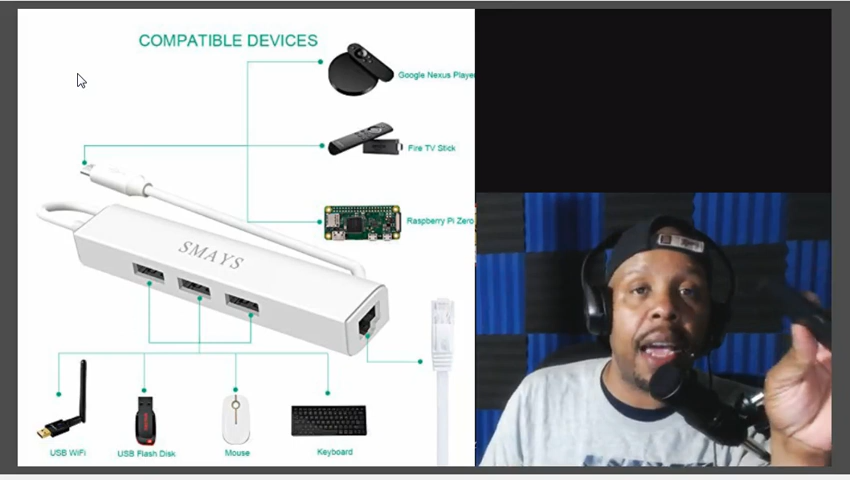 COMPATIBLE DEVICES
Google Nexus Player
Fire TV Stick
Raspberry Pi Zero
SMAYS
USB WiFi
USB Flash Disk
Mouse
Keyboard